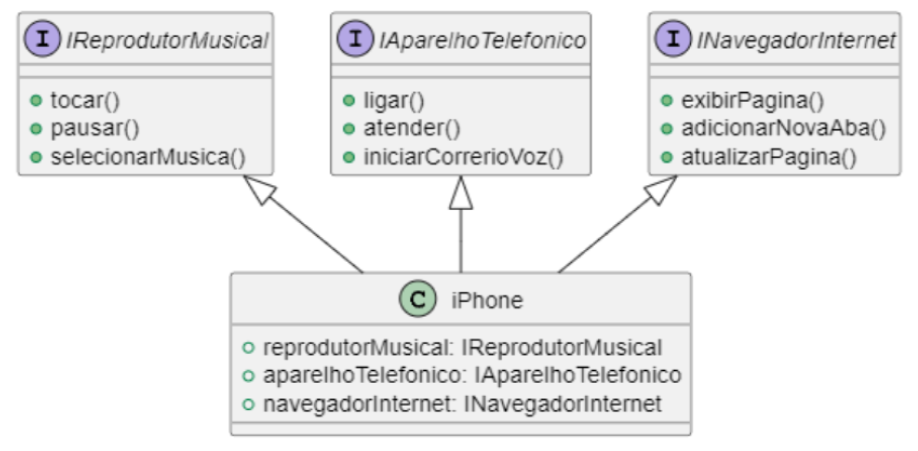 I IReprodutorMusical
tocar()
pausar()
selecionarMusica()
I IAparelhoTelefonico
ligar()
atender()
iniciarCorrerioVoz()
I INavegadorInternet
exibirPagina()
adicionarNovaAba()
atualizarPagina()
C iPhone
reprodutorMusical: IReprodutorMusical
aparelhoTelefonico: IAparelhoTelefonico
navegadorInternet: INavegadorInternet